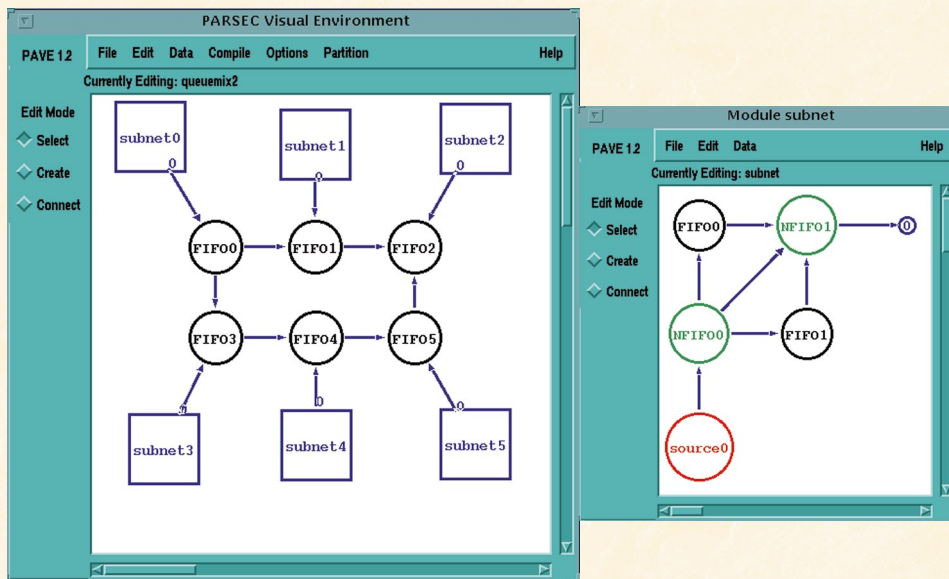 PARSEC Visual Environment
PAVE 1.2
File Edit Data Compile Options Partition Help
Currently Editing: queuemix2
Edit Mode
Select
Create
Connect
subnet0
0
subnet1
0
subnet2
0
FIFO0
FIFO1
FIFO2
FIFO3
FIFO4
FIFO5
subnet3
0
subnet4
0
subnet5
Module subnet
PAVE 1.2
File Edit Data Help
Currently Editing: subnet
Edit Mode
Select
Create
Connect
FIFO0
NFIFO1
0
NFIFO0
FIFO1
source0